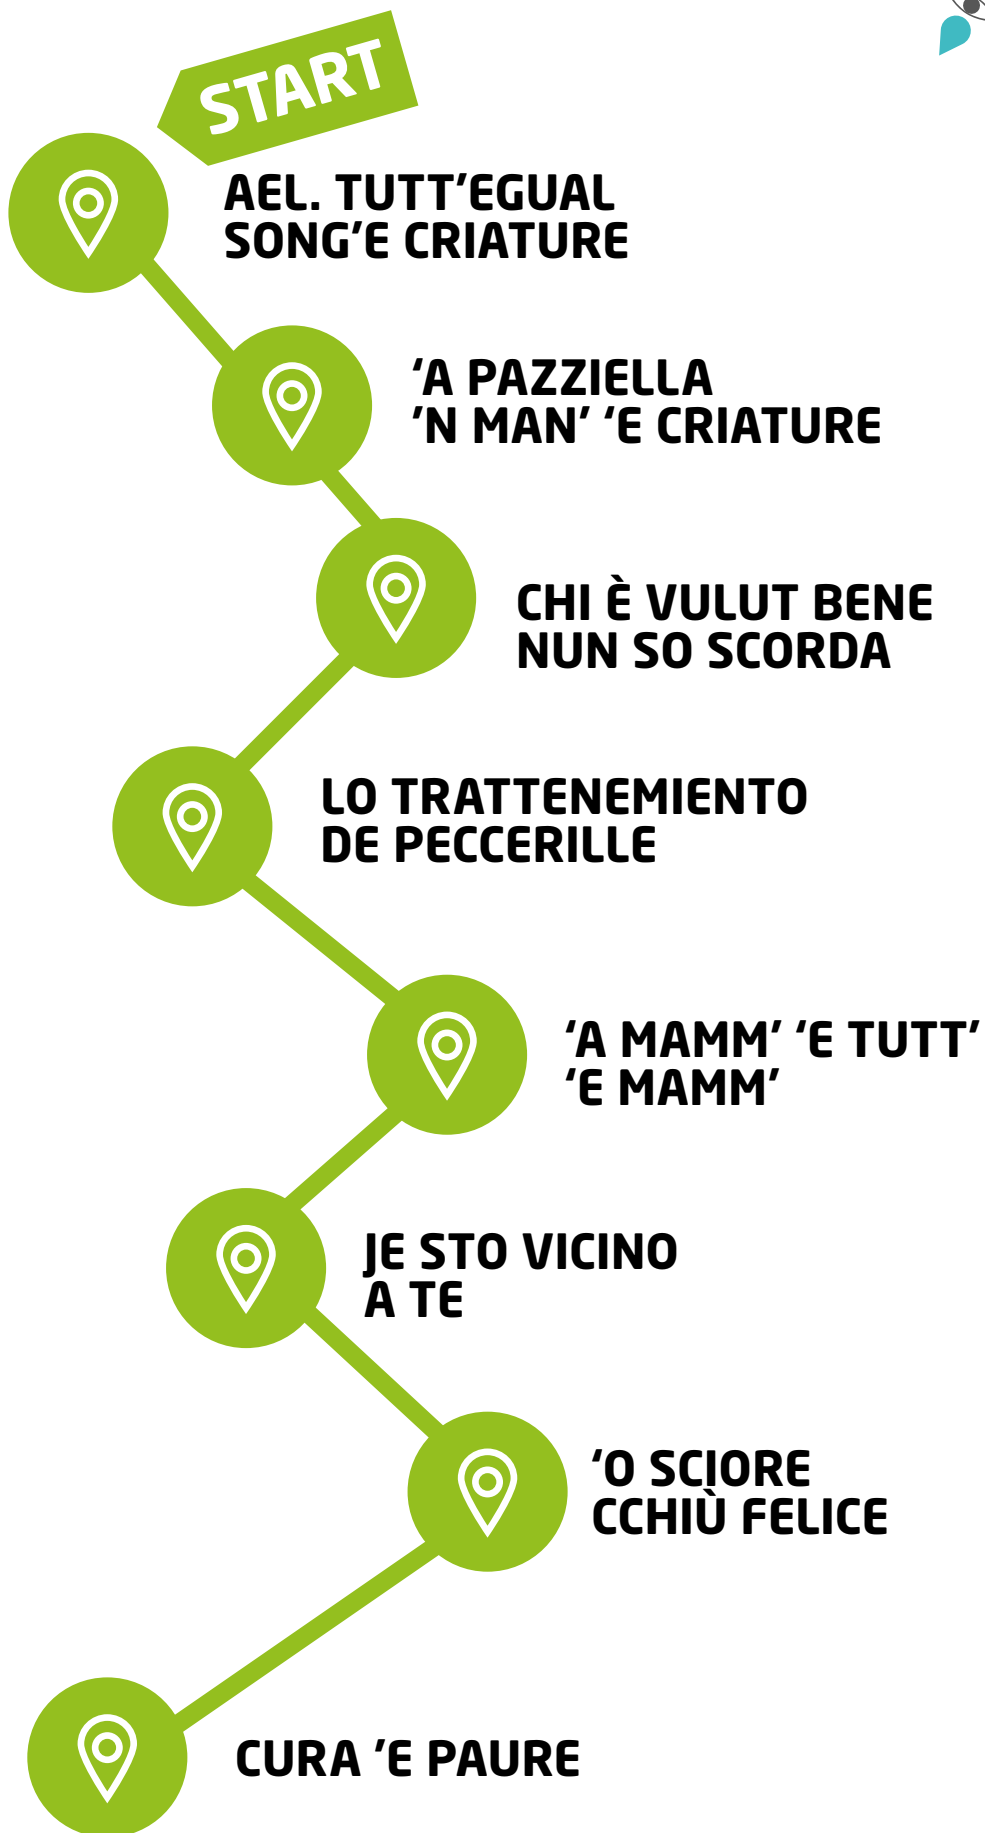 START
AEL. TUTT’EGUAL
SONG’E CRIATURE
‘A PAZZIELLA
’N MAN’ ‘E CRIATURE
CHI È VULUT BENE
NUN SO SCORDA
LO TRATTENEMIENTO
DE PECCERILLE
‘A MAMM’ ‘E TUTT’
‘E MAMM’
JE STO VICINO
A TE
‘O SCIORE
CCHIÙ FELICE
CURA ’E PAURE